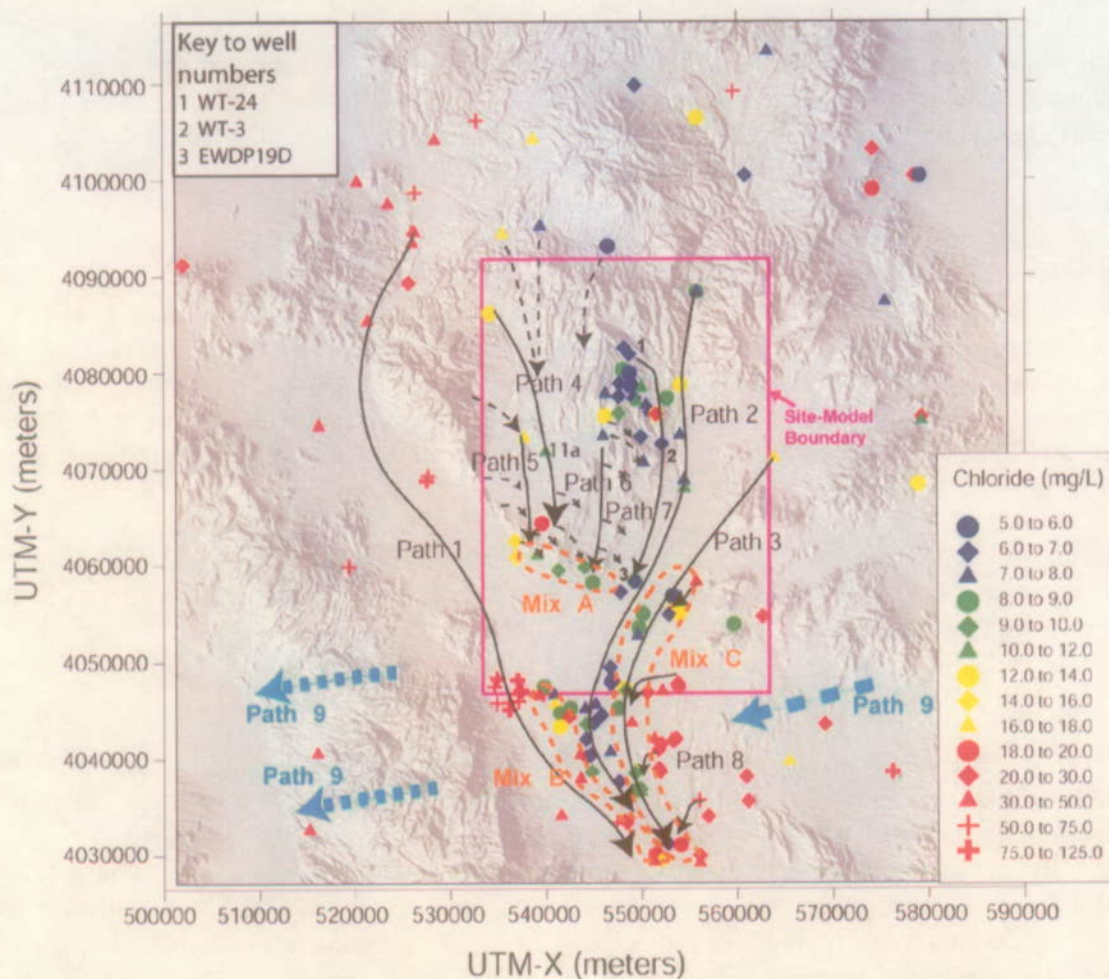 Key to well
numbers
1 WT-24
2 WT-3
3 EWDP19D
4110000
4100000
4090000
4080000
4070000
4060000
4050000
4040000
4030000
UTM-Y (meters)
1
Path 4
Path 2
Site-Model
Boundary
11a
2
Path 5
Path 6
Path 7
Path 1
Path 3
3
Mix A
Mix C
Path 9
Path 9
Path 9
Path 8
Mix B
Chloride (mg/L)
5.0 to 6.0
6.0 to 7.0
7.0 to 8.0
8.0 to 9.0
9.0 to 10.0
10.0 to 12.0
12.0 to 14.0
14.0 to 16.0
16.0 to 18.0
18.0 to 20.0
20.0 to 30.0
30.0 to 50.0
50.0 to 75.0
75.0 to 125.0
500000 510000 520000 530000 540000 550000 560000 570000 580000 590000
UTM-X (meters)